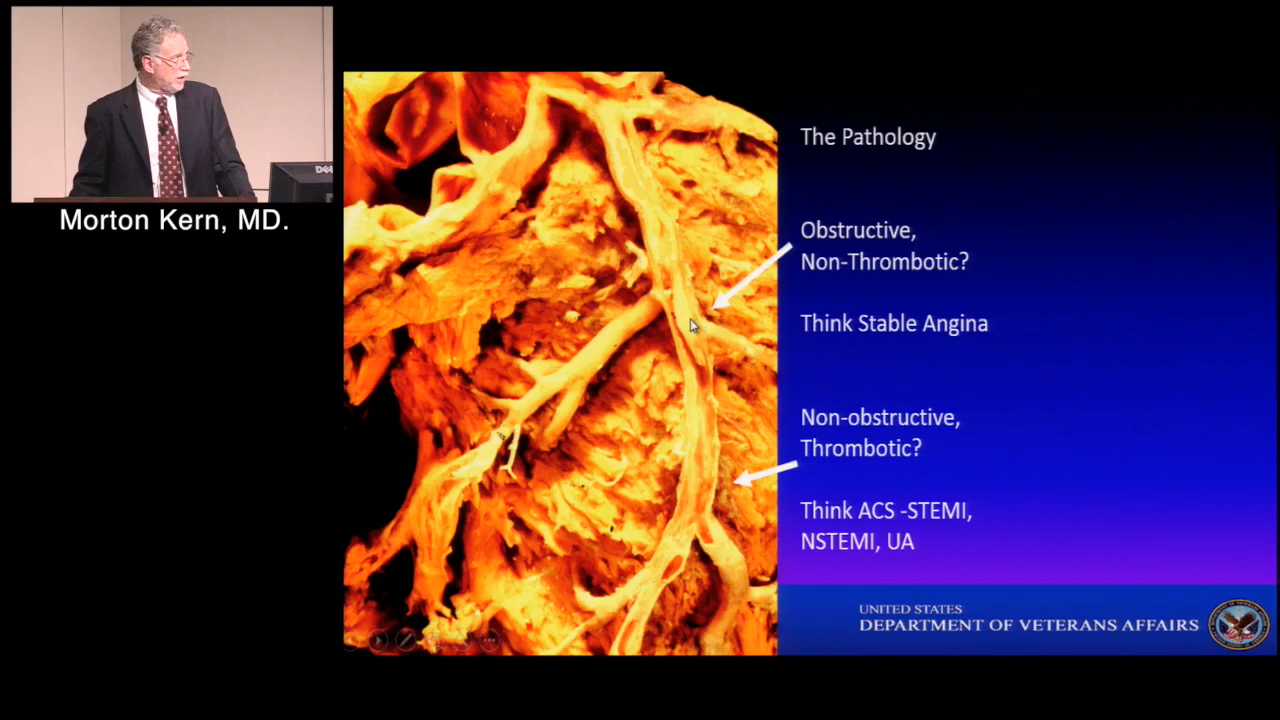 DELL
Morton Kern, MD.
The Pathology
Obstructive,
Non-Thrombotic?
Think Stable Angina
Non-obstructive,
Thrombotic?
Think ACS -STEMI,
NSTEMI, UA
UNITED STATES
DEPARTMENT OF VETERANS AFFAIRS